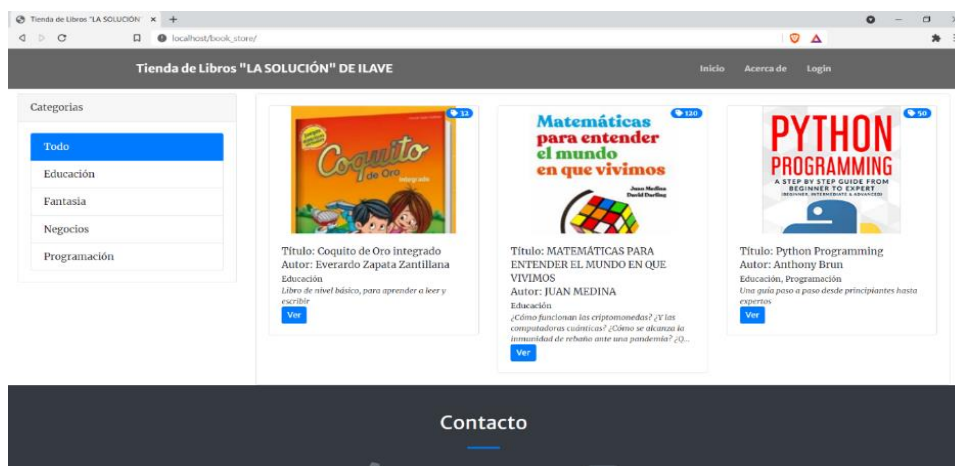 Tienda de Libros "LA SOLUCIÓN"
localhost/book_store/
Tienda de Libros "LA SOLUCIÓN" DE ILAVE
Inicio Acerca de Login
Categorias
Todo
Educación
Fantasia
Negocios
Programación
32
Coquito
de Oro
integrado
Título: Coquito de Oro integrado
Autor: Everardo Zapata Zantillana
Educación
Libro de nivel básico, para aprender a leer y
escribir
Ver
120
Matemáticas
para entender
el mundo
en que vivimos
Juan Medina
David Darling
Título: MATEMÁTICAS PARA
ENTENDER EL MUNDO EN QUE
VIVIMOS
Autor: JUAN MEDINA
Educación
¿Cómo funcionan las criptomonedas? ¿Y las
computadoras cuánticas? ¿Cómo se alcanza la
inmunidad de rebaño ante una pandemia? ¿Q...
Ver
50
PYTHON
PROGRAMMING
A STEP BY STEP GUIDE FROM
BEGINNER TO EXPERT
(BEGINNER, INTERMEDIATE & ADVANCED)
Título: Python Programming
Autor: Anthony Brun
Educación, Programación
Una guía paso a paso desde principiantes hasta
expertos
Ver
Contacto